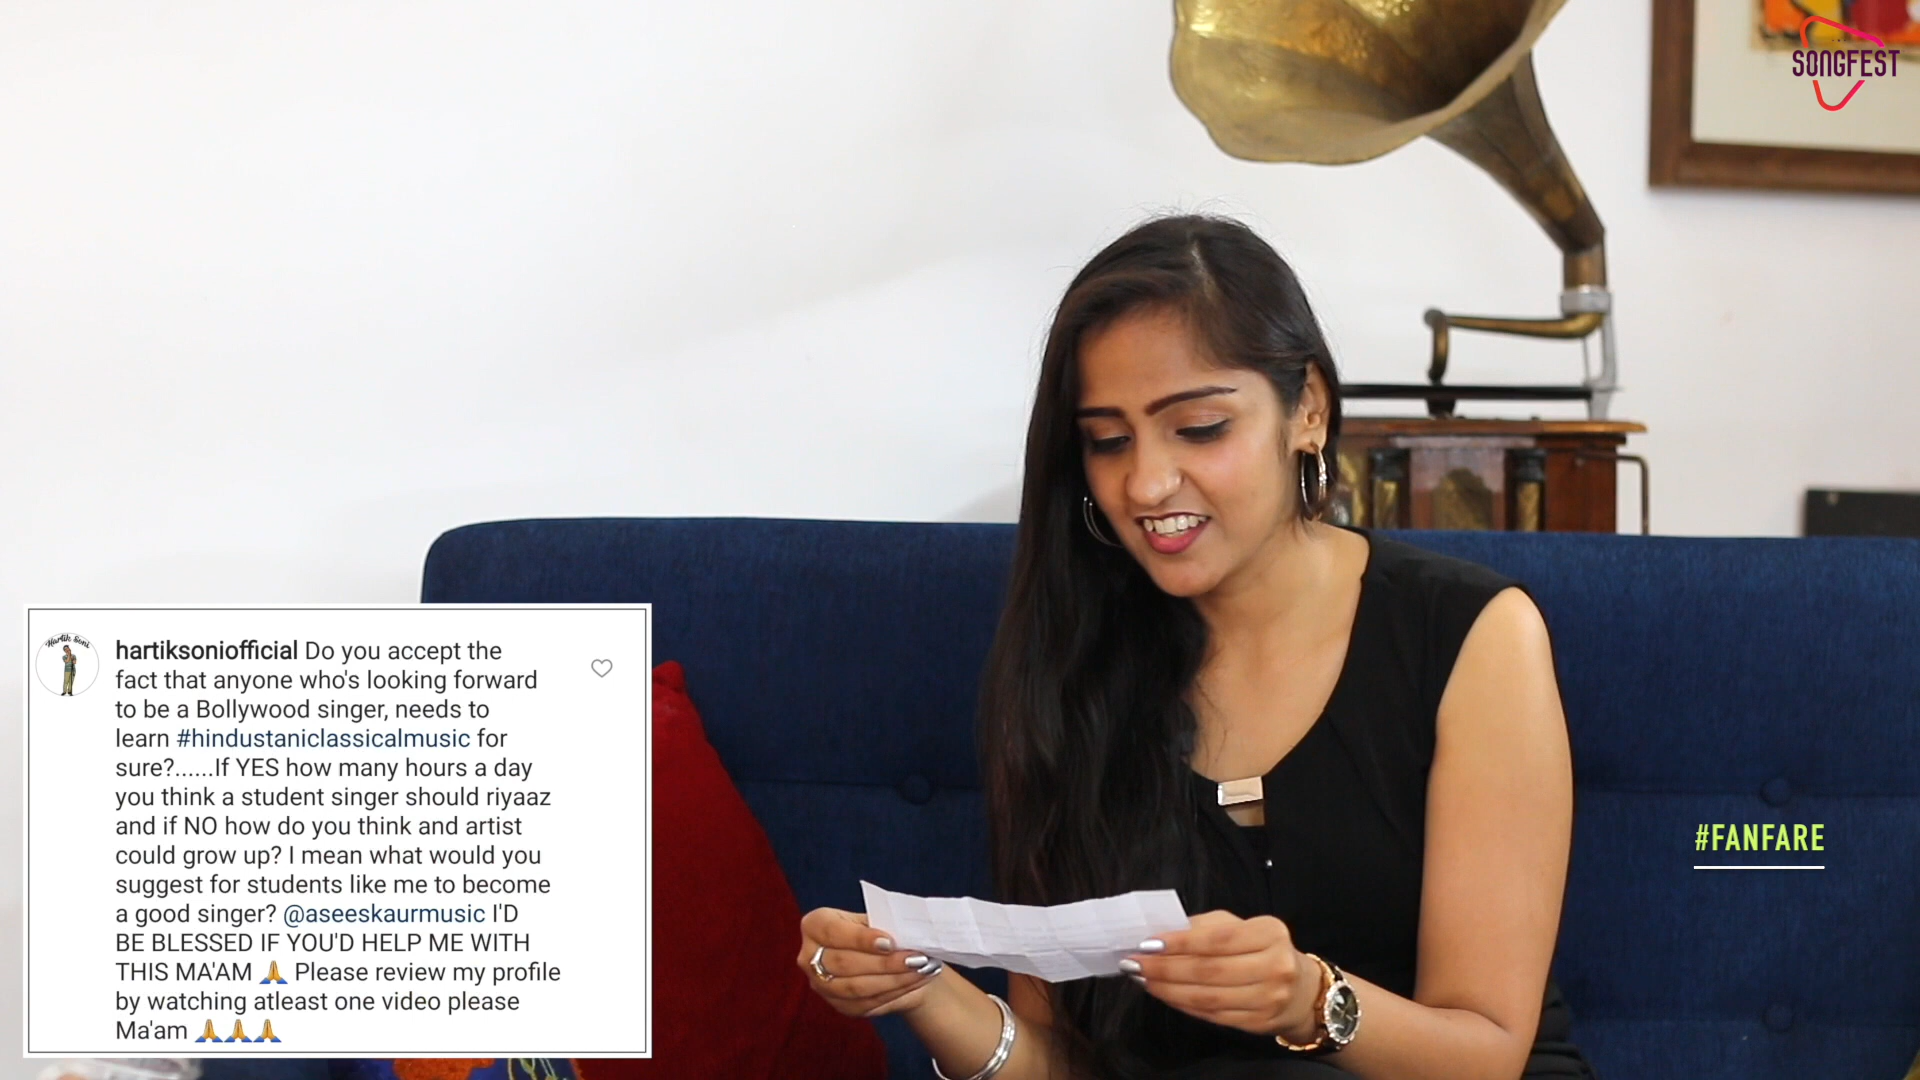 SONGFEST
Hartik Soni
hartiksoniofficial Do you accept the
fact that anyone who's looking forward
to be a Bollywood singer, needs to
learn #hindustaniclassicalmusic for
sure?......If YES how many hours a day
you think a student singer should riyaaz
and if NO how do you think and artist
could grow up? I mean what would you
suggest for students like me to become
a good singer? @aseeskaurmusic I'D
BE BLESSED IF YOU'D HELP ME WITH
THIS MA'AM 🙏 Please review my profile
by watching atleast one video please
Ma'am 🙏🙏🙏
#FANFARE